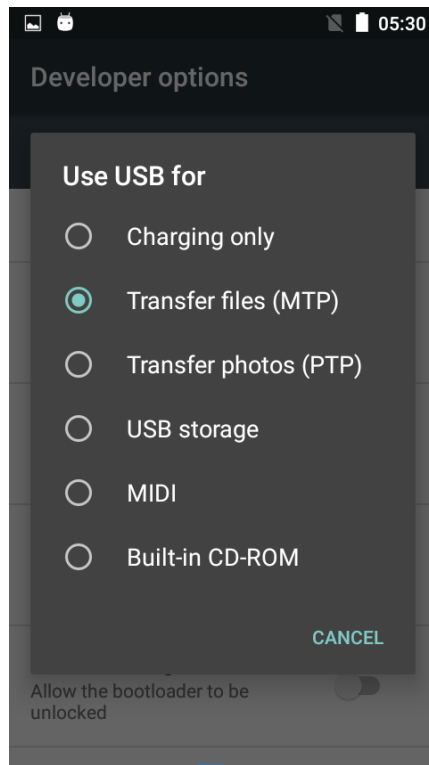 05:30
Developer options
Use USB for
Charging only
Transfer files (MTP)
Transfer photos (PTP)
USB storage
MIDI
Built-in CD-ROM
CANCEL
Allow the bootloader to be
unlocked